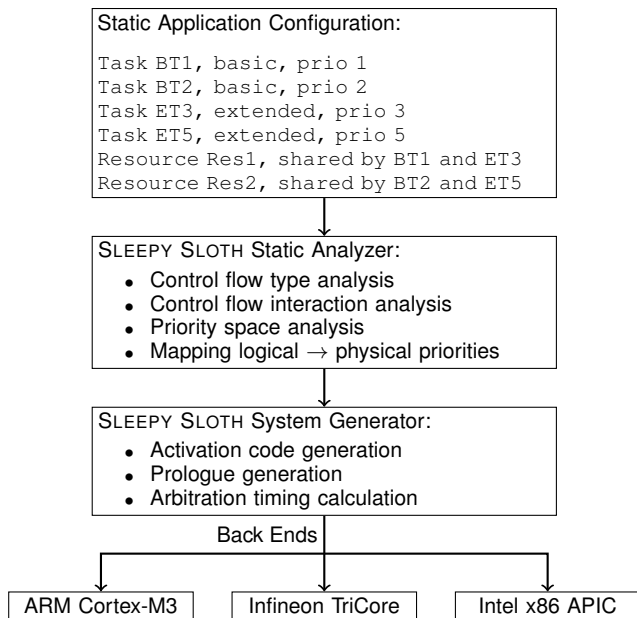 Static Application Configuration:
Task BT1, basic, prio 1
Task BT2, basic, prio 2
Task ET3, extended, prio 3
Task ET5, extended, prio 5
Resource Res1, shared by BT1 and ET3
Resource Res2, shared by BT2 and ET5
SLEEPY SLOTH Static Analyzer:
• Control flow type analysis
• Control flow interaction analysis
• Priority space analysis
• Mapping logical → physical priorities
SLEEPY SLOTH System Generator:
• Activation code generation
• Prologue generation
• Arbitration timing calculation
Back Ends
ARM Cortex-M3 Infineon TriCore Intel x86 APIC